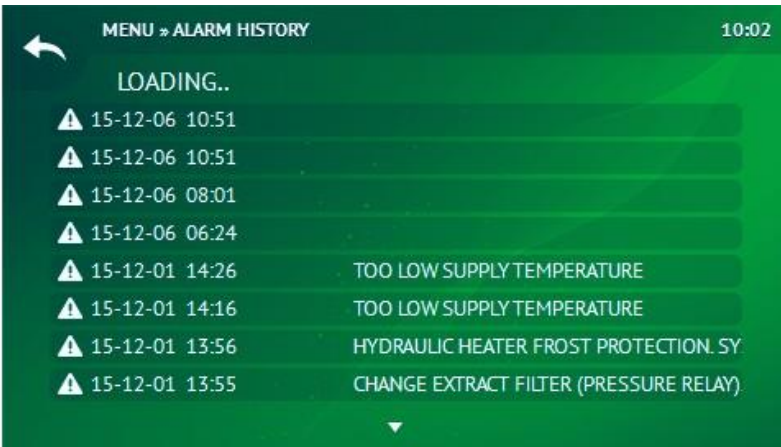 MENU » ALARM HISTORY 10:02
LOADING..
15-12-06 10:51
15-12-06 10:51
15-12-06 08:01
15-12-06 06:24
15-12-01 14:26 TOO LOW SUPPLY TEMPERATURE
15-12-01 14:16 TOO LOW SUPPLY TEMPERATURE
15-12-01 13:56 HYDRAULIC HEATER FROST PROTECTION. SY
15-12-01 13:55 CHANGE EXTRACT FILTER (PRESSURE RELAY)